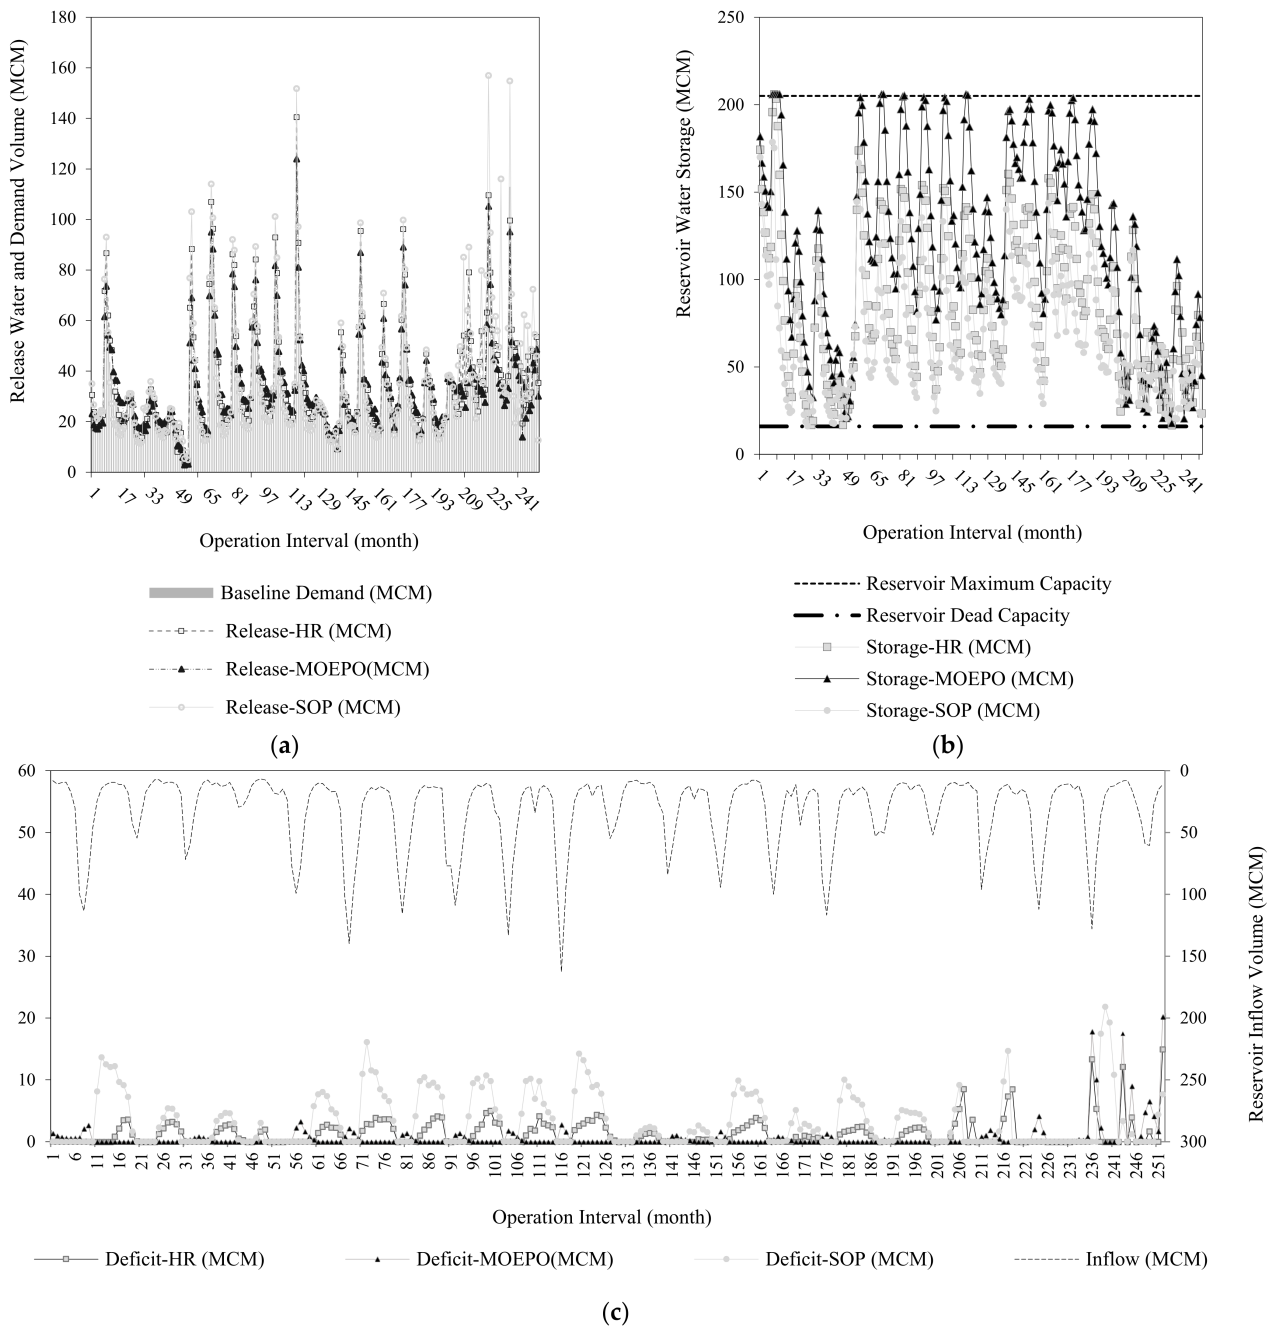 Release Water and Demand Volume (MCM)
180
160
140
120
100
80
60
40
20
0
1 17 33 49 65 81 97 113 129 145 161 177 193 209 225 241
Operation Interval (month)
Baseline Demand (MCM)
Release-HR (MCM)
Release-MOEPO(MCM)
Release-SOP (MCM)
(a)
Reservoir Water Storage (MCM)
250
200
150
100
50
0
1 17 33 49 65 81 97 113 129 145 161 177 193 209 225 241
Operation Interval (month)
Reservoir Maximum Capacity
Reservoir Dead Capacity
Storage-HR (MCM)
Storage-MOEPO (MCM)
Storage-SOP (MCM)
(b)
60
50
40
30
20
10
0
0
50
100
150
200
250
300
Reservoir Inflow Volume (MCM)
1 6 11 16 21 26 31 36 41 46 51 56 61 66 71 76 81 86 91 96 101 106 111 116 121 126 131 136 141 146 151 156 161 166 171 176 181 186 191 196 201 206 211 216 221 226 231 236 241 246 251
Operation Interval (month)
Deficit-HR (MCM) Deficit-MOEPO(MCM) Deficit-SOP (MCM) Inflow (MCM)
(c)